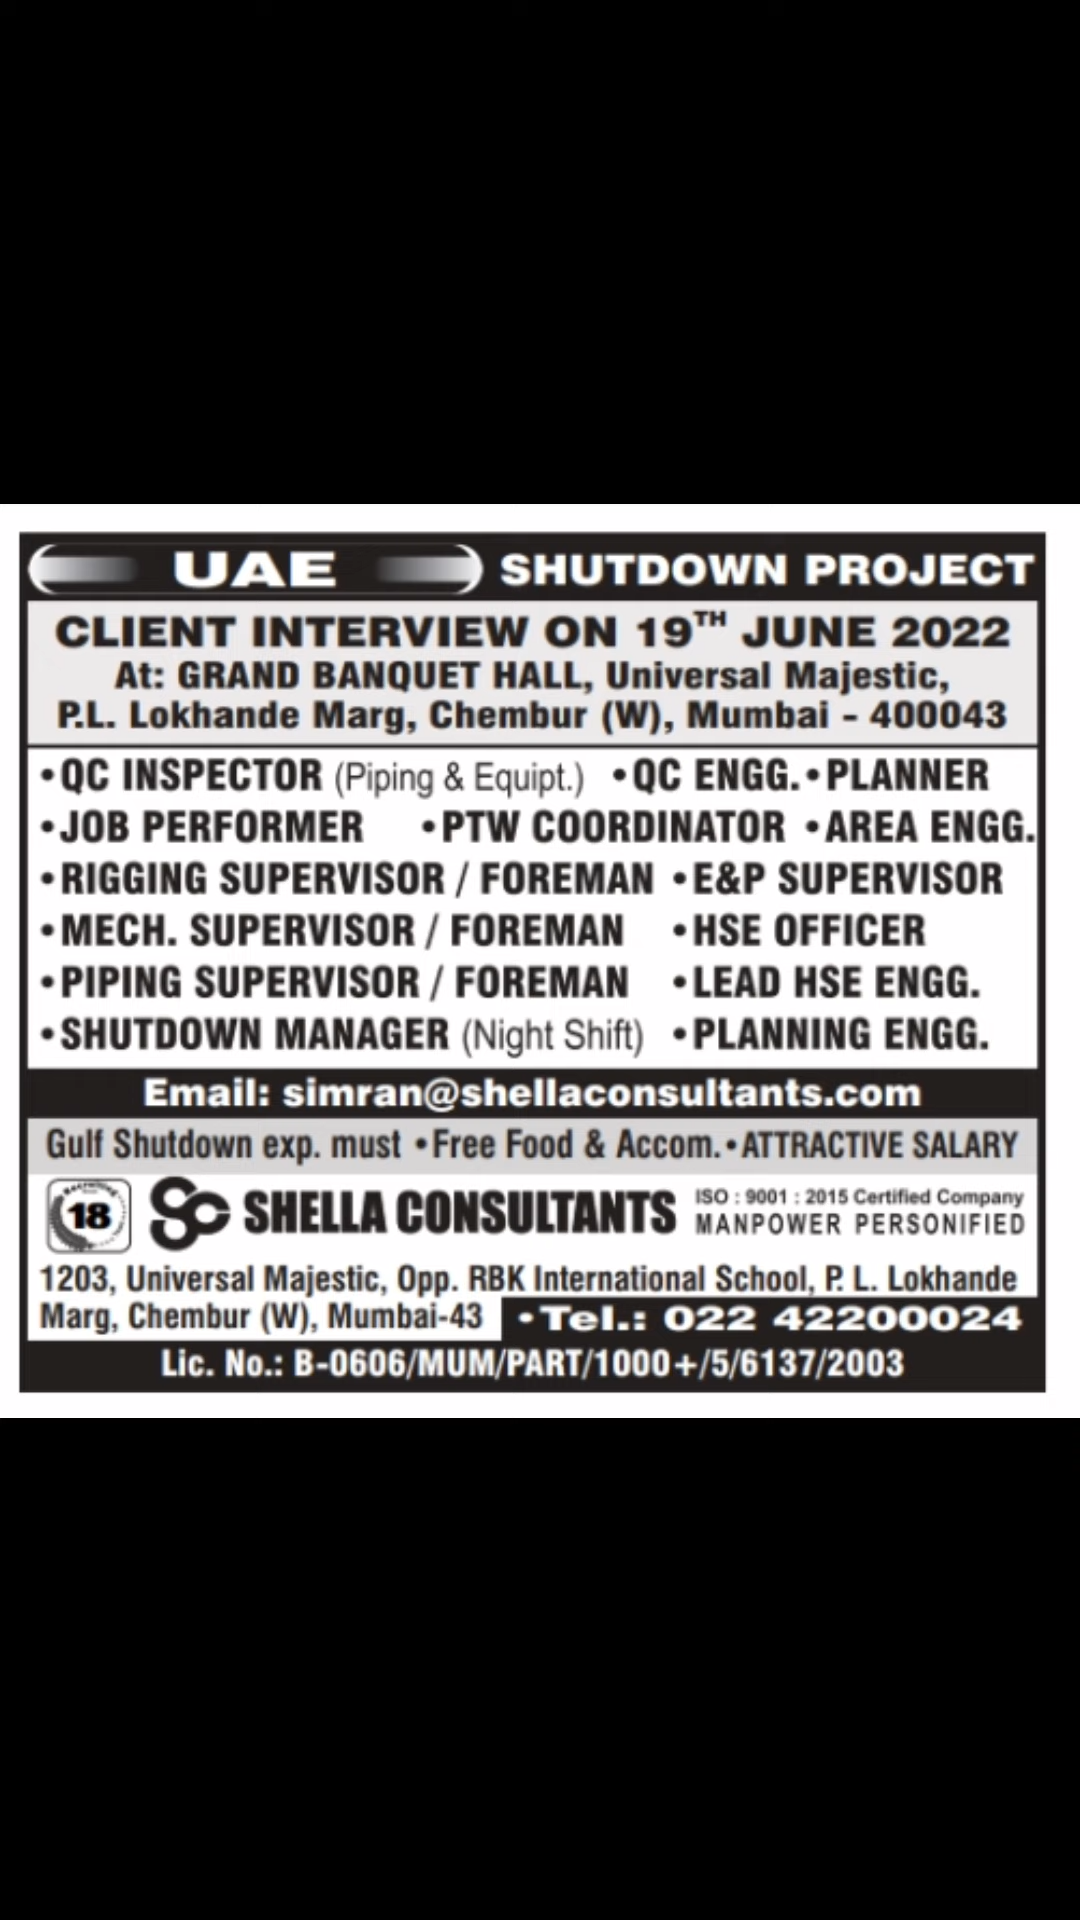 UAE SHUTDOWN PROJECT
CLIENT INTERVIEW ON 19TH JUNE 2022
At: GRAND BANQUET HALL, Universal Majestic,
P.L. Lokhande Marg, Chembur (W), Mumbai - 400043
•QC INSPECTOR (Piping & Equipt.) •QC ENGG. •PLANNER
•JOB PERFORMER •PTW COORDINATOR •AREA ENGG.
•RIGGING SUPERVISOR / FOREMAN •E&P SUPERVISOR
•MECH. SUPERVISOR / FOREMAN •HSE OFFICER
•PIPING SUPERVISOR / FOREMAN •LEAD HSE ENGG.
•SHUTDOWN MANAGER (Night Shift) •PLANNING ENGG.
Email: simran@shellaconsultants.com
Gulf Shutdown exp. must •Free Food & Accom. •ATTRACTIVE SALARY
Recruiting
18
SC SHELLA CONSULTANTS
ISO : 9001 : 2015 Certified Company
MANPOWER PERSONIFIED
1203, Universal Majestic, Opp. RBK International School, P. L. Lokhande
Marg, Chembur (W), Mumbai-43 •Tel.: 022 42200024
Lic. No.: B-0606/MUM/PART/1000+/5/6137/2003